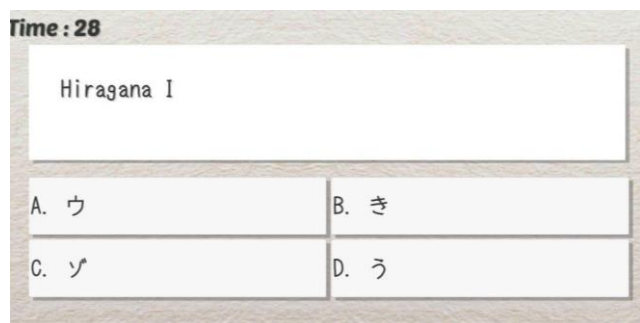 Time : 28
Hiragana I
A. ウ
B. き
C. ゾ
D. う